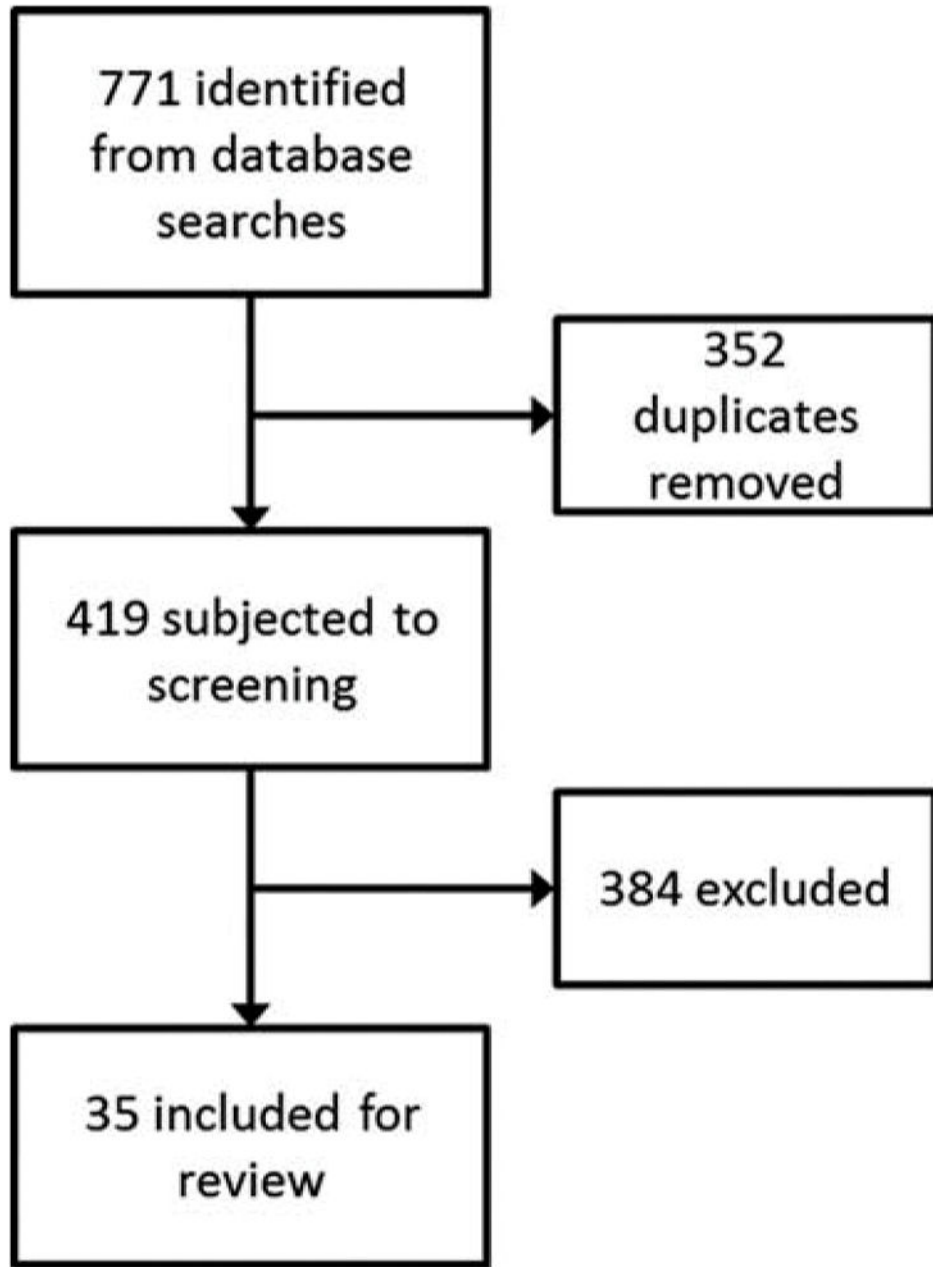 771 identified
from database
searches
352
duplicates
removed
419 subjected to
screening
384 excluded
35 included for
review